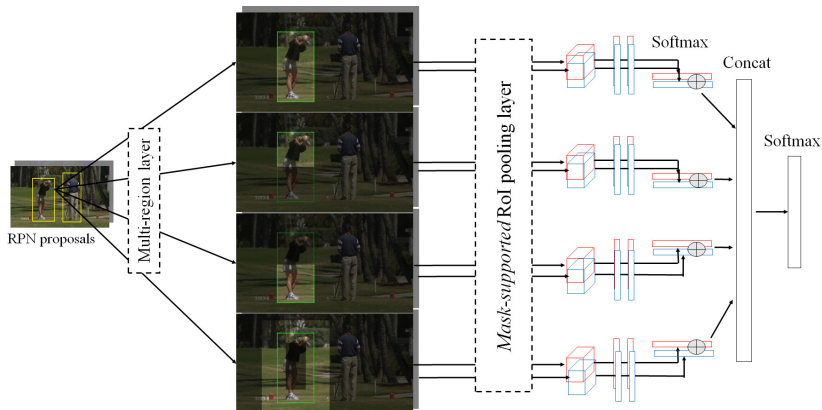 RPN proposals
Multi-region layer
Mask-supported RoI pooling layer
Softmax
Concat
Softmax